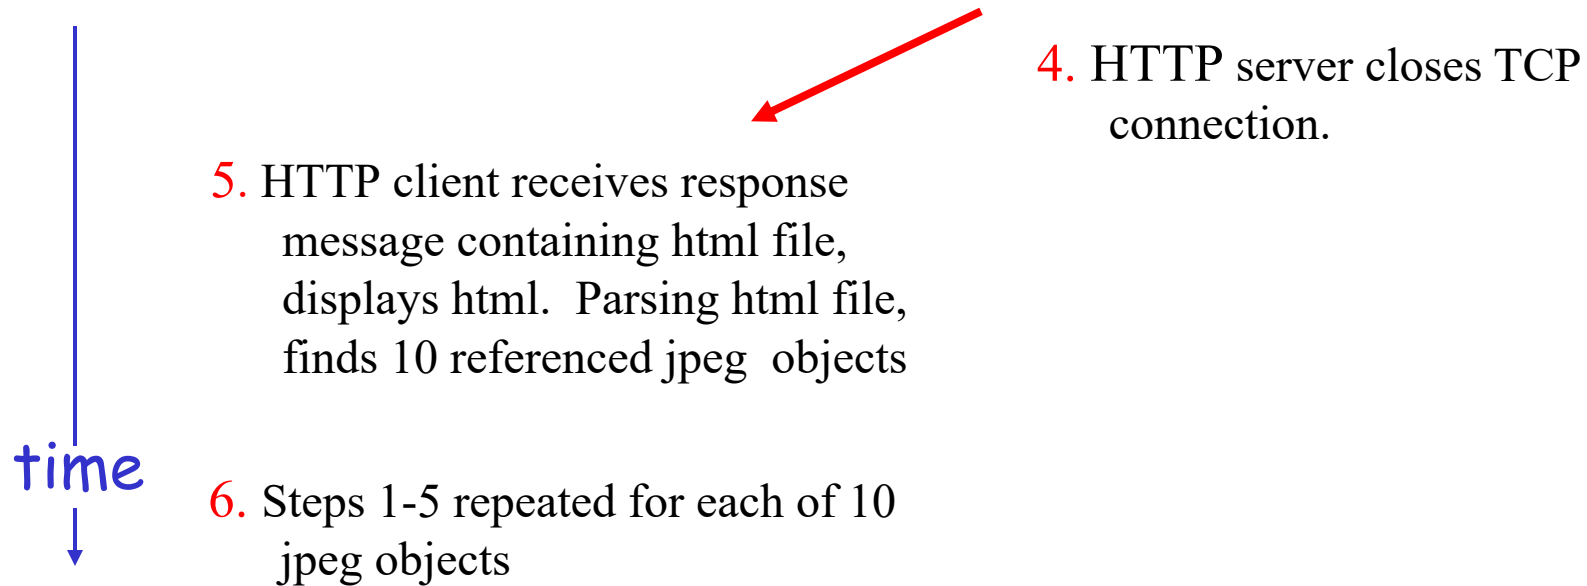 4. HTTP server closes TCP
connection.
5. HTTP client receives response
message containing html file,
displays html.  Parsing html file,
finds 10 referenced jpeg  objects
time
6. Steps 1-5 repeated for each of 10
jpeg objects